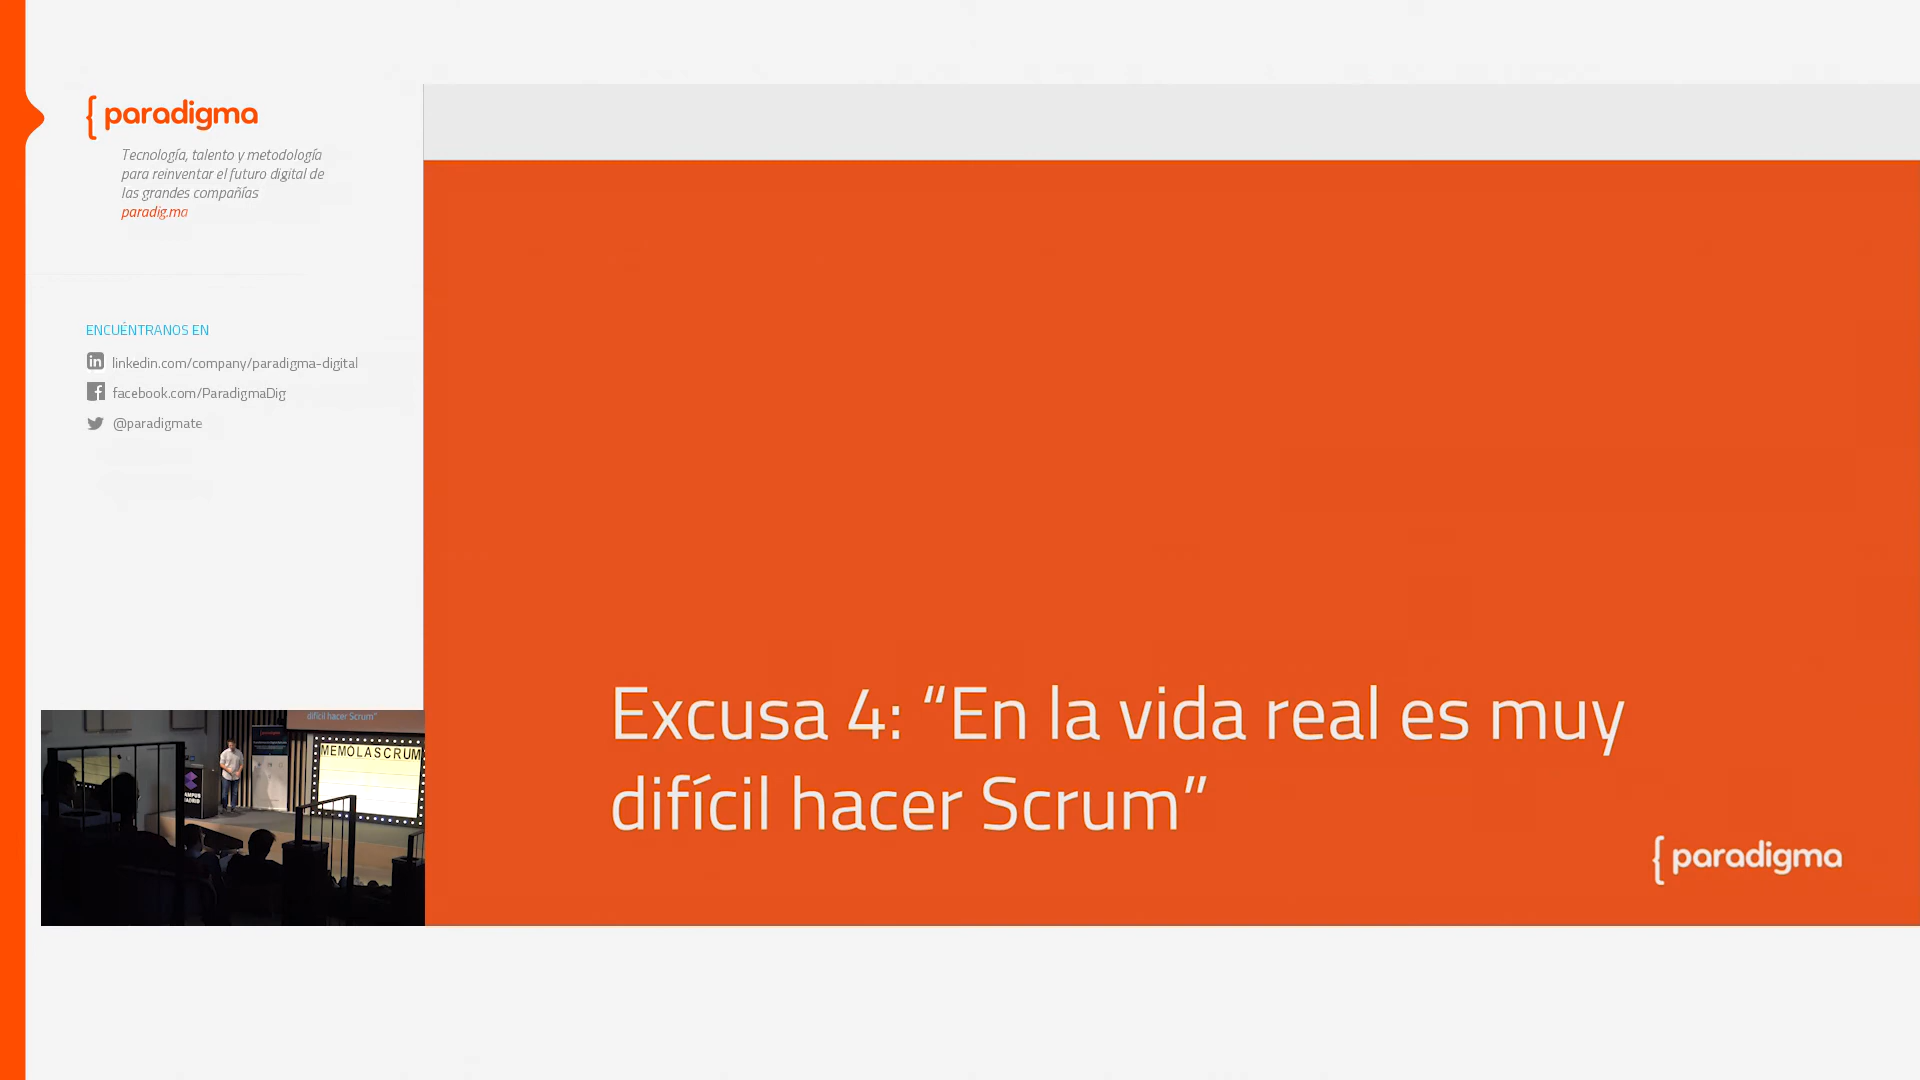 { paradigma
Tecnología, talento y metodología
para reinventar el futuro digital de
las grandes compañías
paradig.ma
ENCUÉNTRANOS EN
linkedin.com/company/paradigma-digital
facebook.com/ParadigmaDig
@paradigmate
difícil hacer Scrum”
MEMOLASCRUM
Excusa 4: “En la vida real es muy
difícil hacer Scrum”
{ paradigma